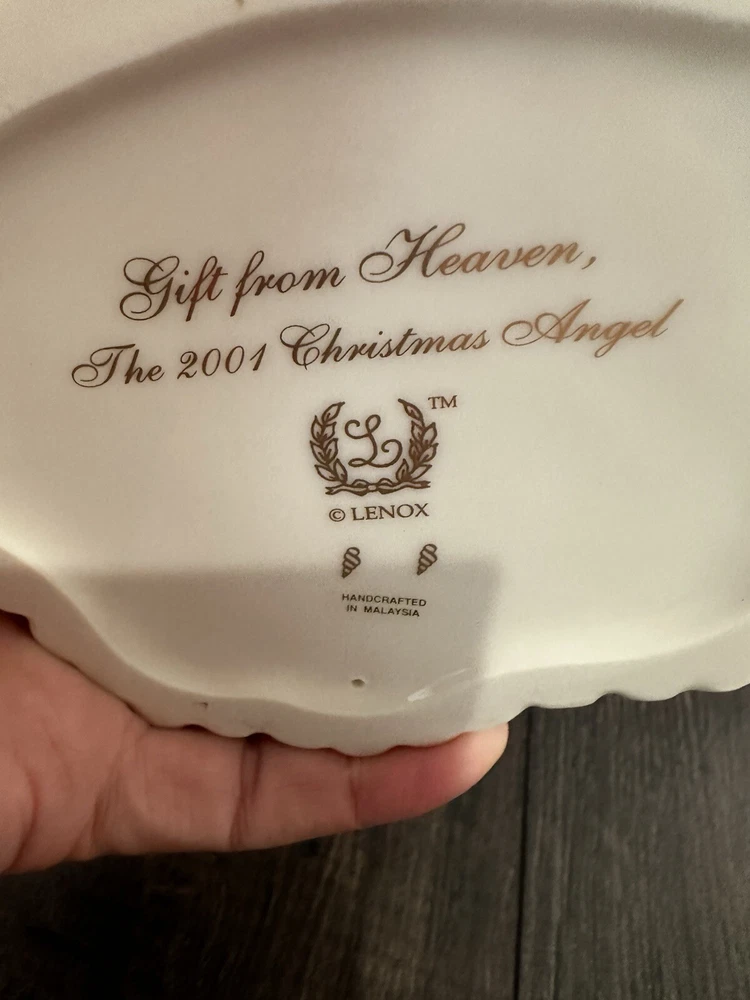 Gift from Heaven,
The 2001 Christmas Angel
L TM
© LENOX
HANDCRAFTED
IN MALAYSIA